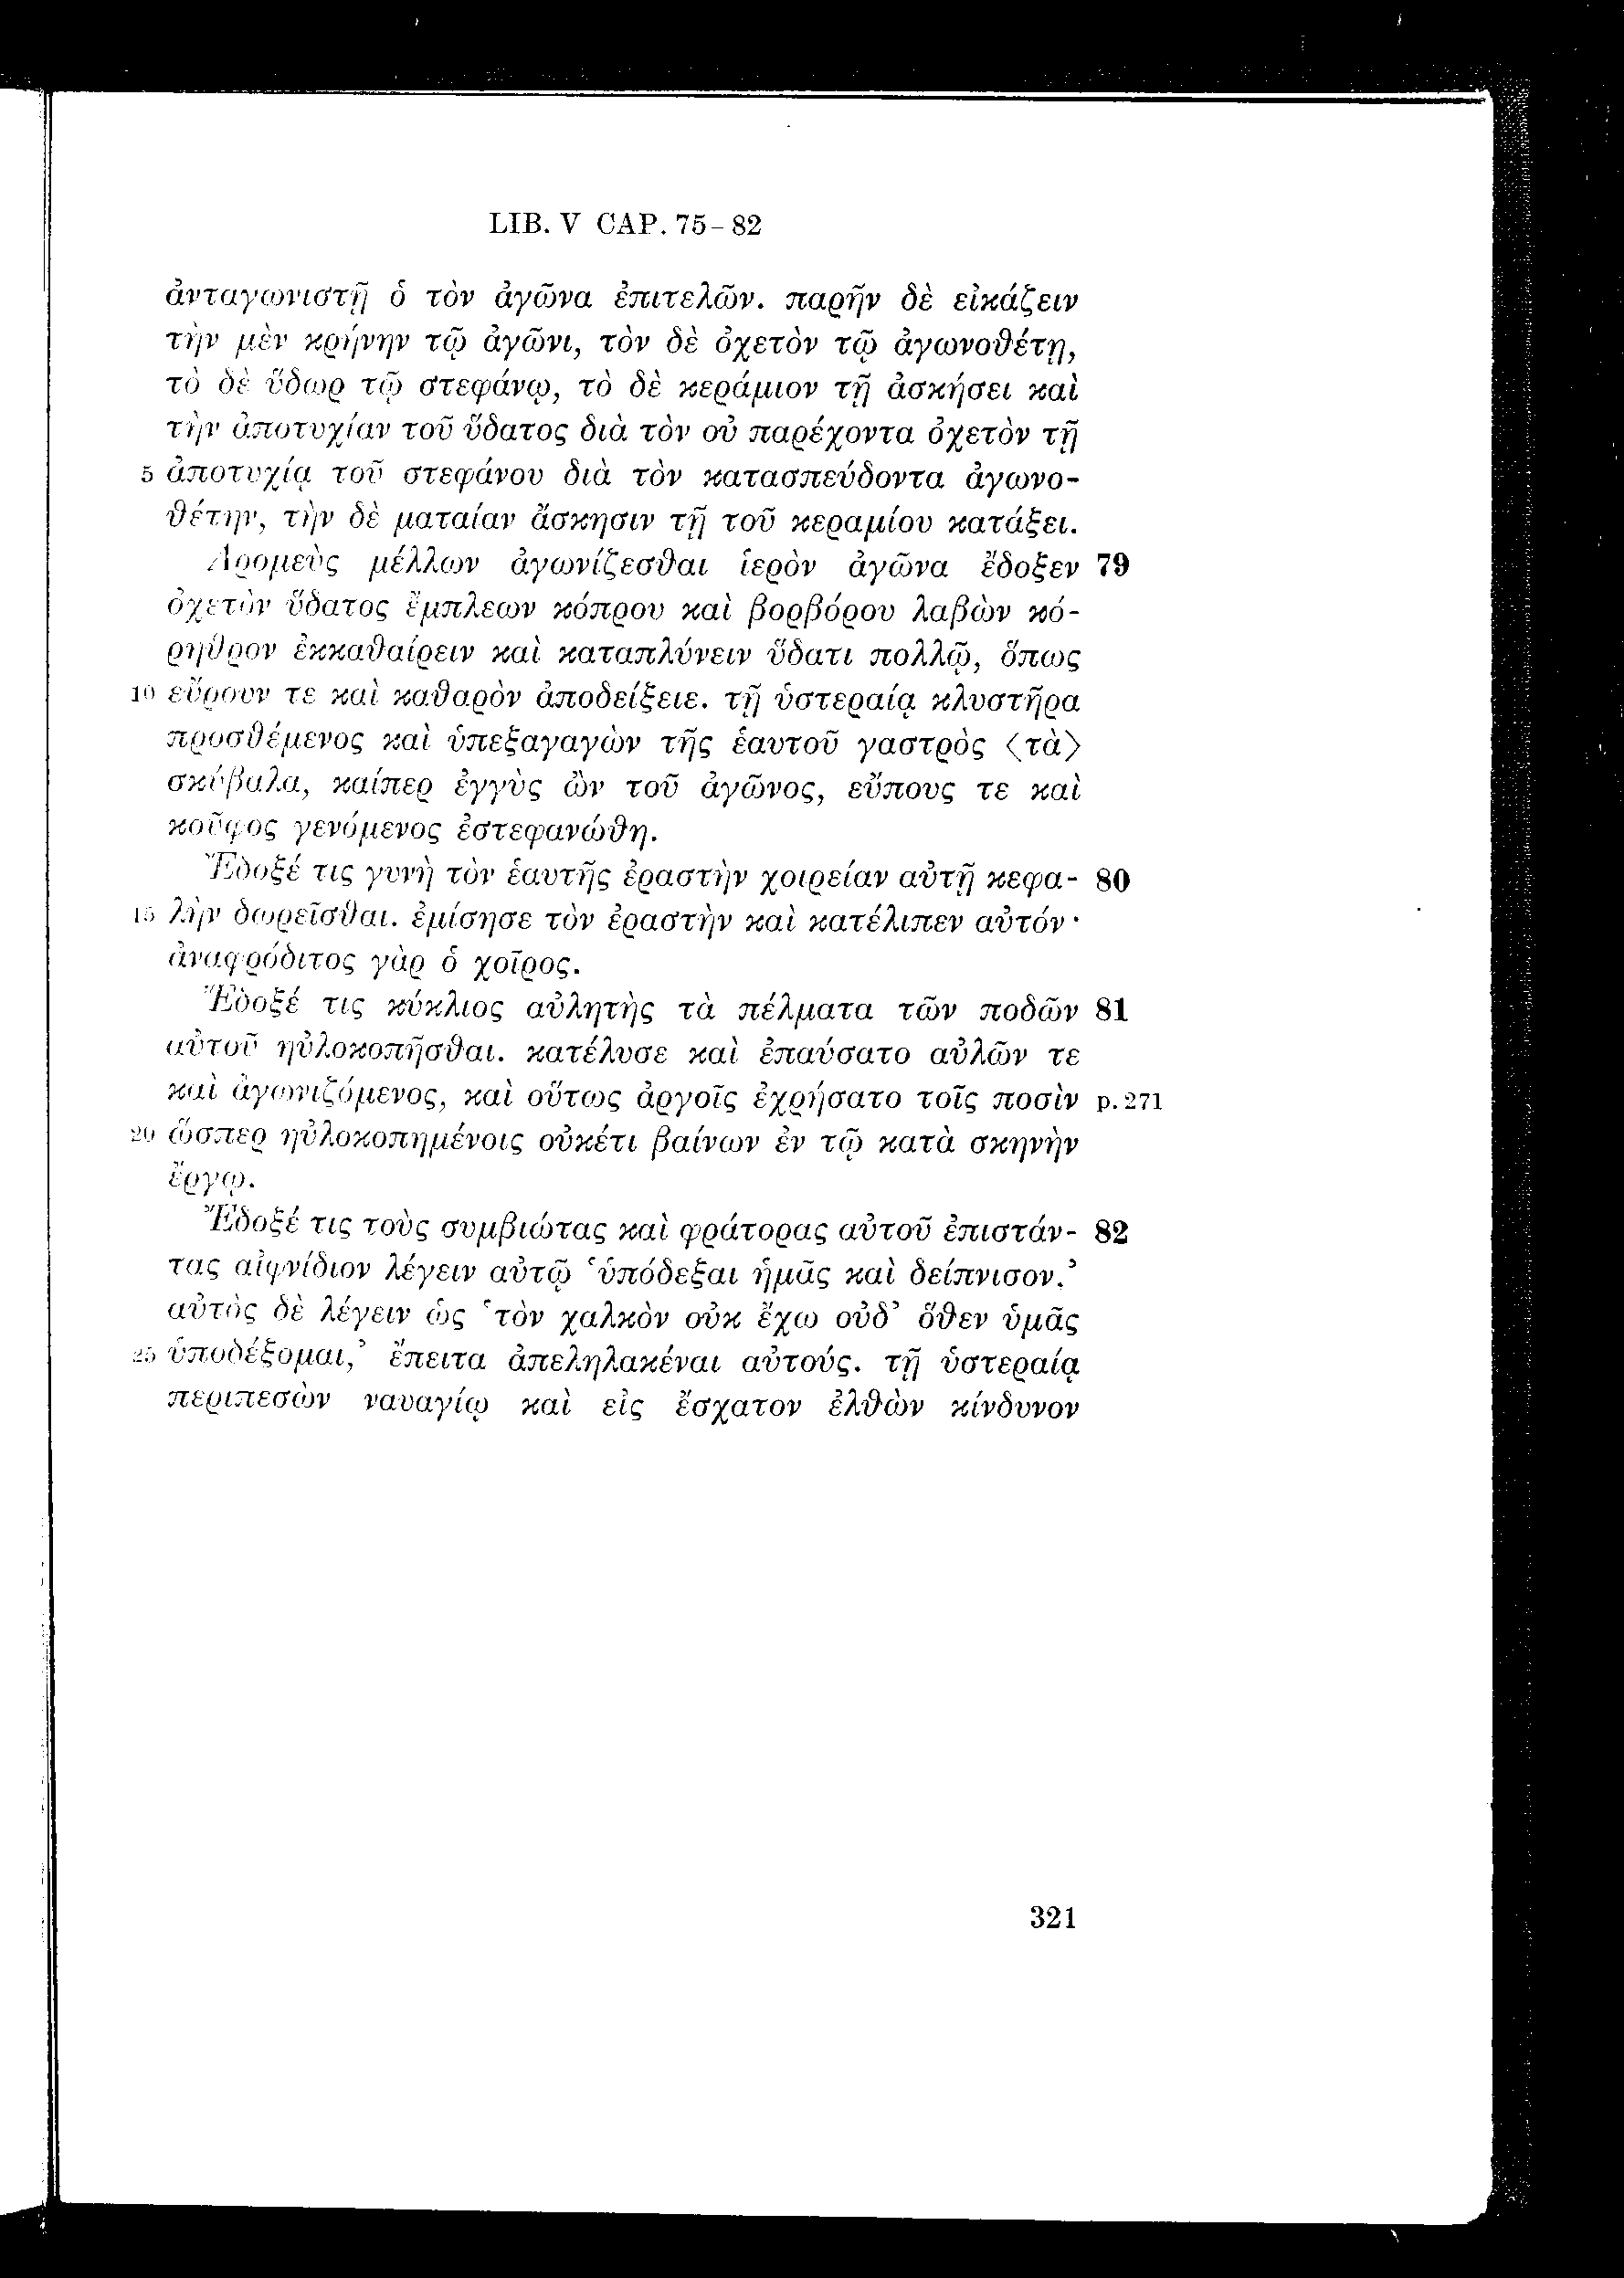 LIB. V CAP. 75-82
ἀνταγωνιστῇ ὁ τὸν ἀγῶνα ἐπιτελῶν. παρῆν δὲ εἰκάζειν
τὴν μὲν κρήνην τῷ ἀγῶνι, τὸν δὲ ὀχετὸν τῷ ἀγωνοθέτῃ,
τὸ δὲ ὕδωρ τῷ στεφάνῳ, τὸ δὲ κεράμιον τῇ ἀσκήσει καὶ
τὴν ἀποτυχίαν τοῦ ὕδατος διὰ τὸν οὐ παρέχοντα ὀχετὸν τῇ
5 ἀποτυχίᾳ τοῦ στεφάνου διὰ τὸν κατασπεύδοντα ἀγωνο-
θέτην, τὴν δὲ ματαίαν ἄσκησιν τῇ τοῦ κεραμίου κατάξει.
Δρομεὺς μέλλων ἀγωνίζεσθαι ἱερὸν ἀγῶνα ἔδοξεν 79
ὀχετὸν ὕδατος ἔμπλεων κόπρου καὶ βορβόρου λαβὼν κό-
ρηθρον ἐκκαθαίρειν καὶ καταπλύνειν ὕδατι πολλῷ, ὅπως
10 εὔρουν τε καὶ καθαρὸν ἀποδείξειε. τῇ ὑστεραίᾳ κλυστῆρα
προσθέμενος καὶ ὑπεξαγαγὼν τῆς ἑαυτοῦ γαστρὸς ⟨τὰ⟩
σκύβαλα, καίπερ ἐγγὺς ὢν τοῦ ἀγῶνος, εὔπους τε καὶ
κοῦφος γενόμενος ἐστεφανώθη.
Ἔδοξέ τις γυνὴ τὸν ἑαυτῆς ἐραστὴν χοιρείαν αὐτῇ κεφα- 80
15 λὴν δωρεῖσθαι. ἐμίσησε τὸν ἐραστὴν καὶ κατέλιπεν αὐτόν·
ἀναφρόδιτος γὰρ ὁ χοῖρος.
Ἔδοξέ τις κύκλιος αὐλητὴς τὰ πέλματα τῶν ποδῶν 81
αὐτοῦ ηὐλοκοπῆσθαι. κατέλυσε καὶ ἐπαύσατο αὐλῶν τε
καὶ ἀγωνιζόμενος, καὶ οὕτως ἀργοῖς ἐχρήσατο τοῖς ποσὶν p. 271
20 ὥσπερ ηὐλοκοπημένοις οὐκέτι βαίνων ἐν τῷ κατὰ σκηνὴν
ἔργῳ.
Ἔδοξέ τις τοὺς συμβιώτας καὶ φράτορας αὐτοῦ ἐπιστάν- 82
τας αἰφνίδιον λέγειν αὐτῷ ʽὑπόδεξαι ἡμᾶς καὶ δείπνισον.ʼ
αὐτὸς δὲ λέγειν ὡς ʽτὸν χαλκὸν οὐκ ἔχω οὐδʼ ὅθεν ὑμᾶς
25 ὑποδέξομαι,ʼ ἔπειτα ἀπεληλακέναι αὐτούς. τῇ ὑστεραίᾳ
περιπεσὼν ναυαγίῳ καὶ εἰς ἔσχατον ἐλθὼν κίνδυνον
321